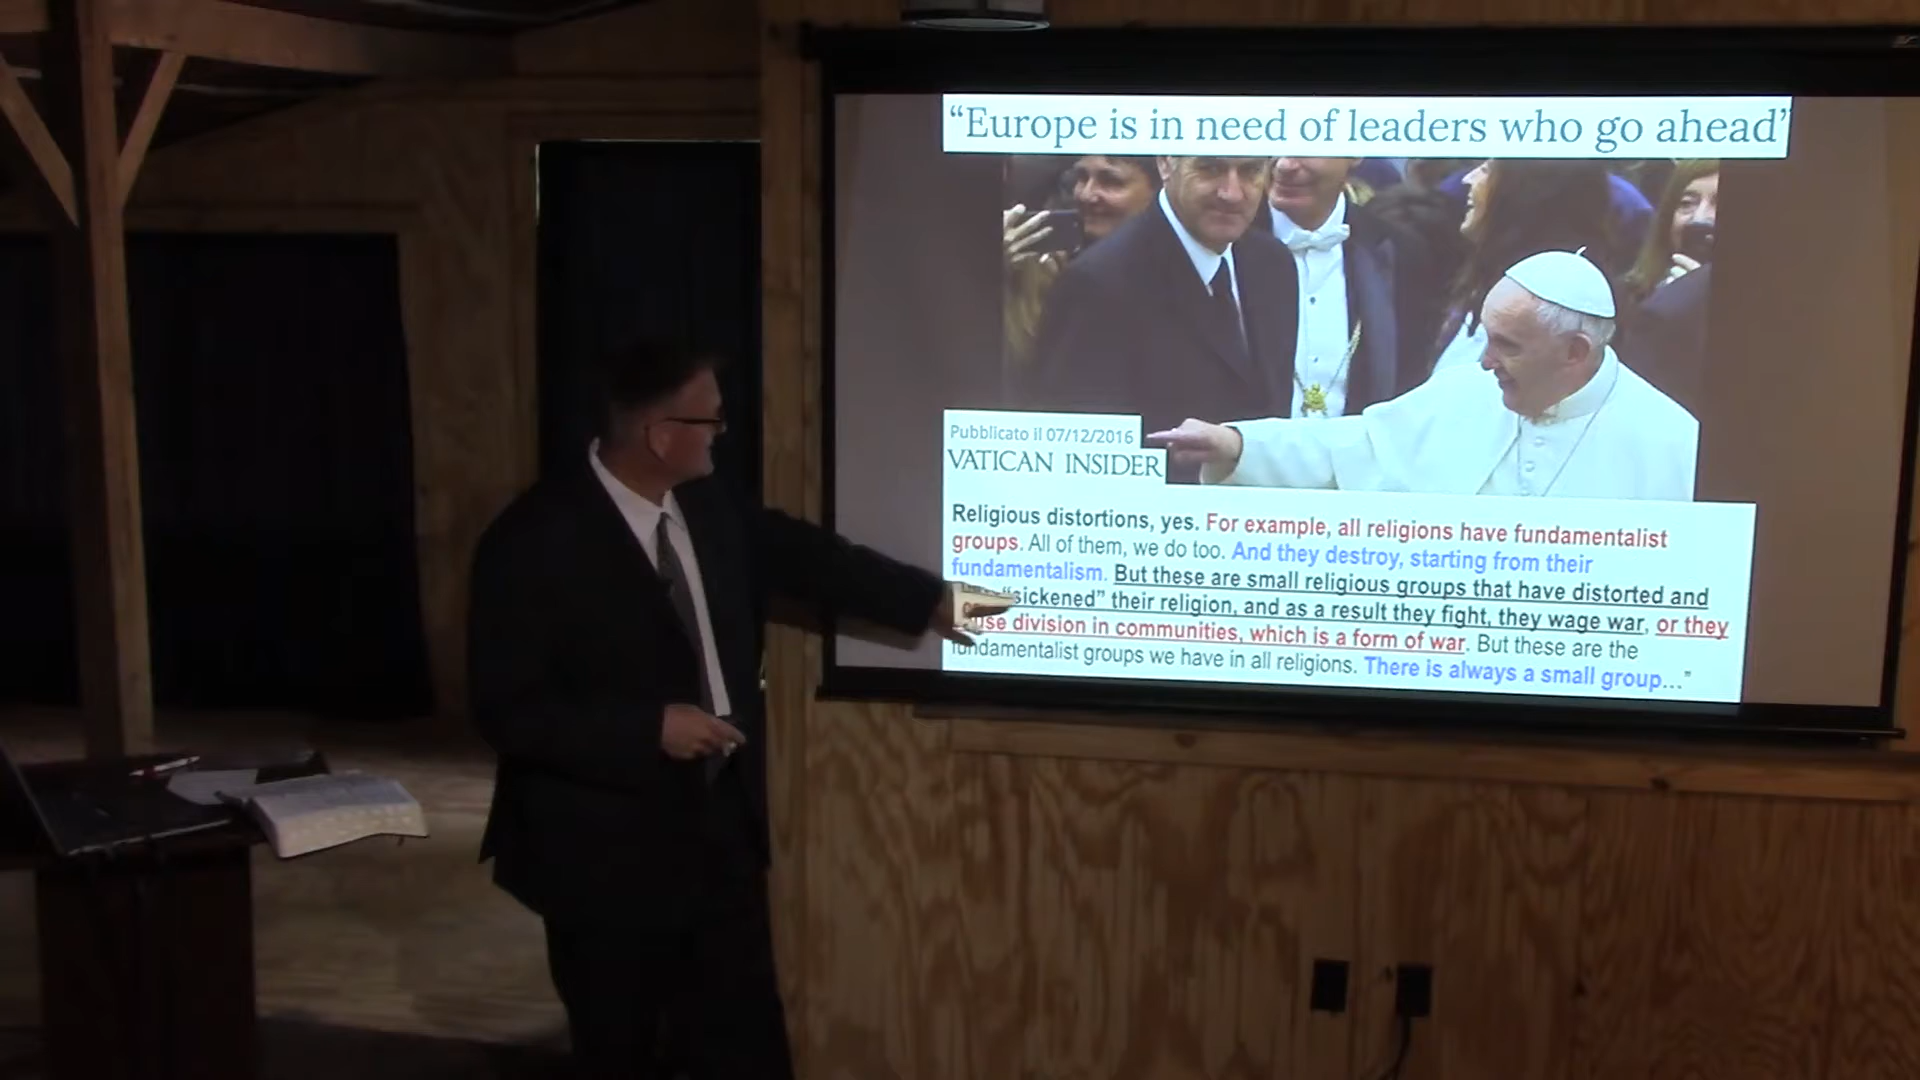 “Europe is in need of leaders who go ahead”
Pubblicato il 07/12/2016
VATICAN INSIDER
Religious distortions, yes. For example, all religions have fundamentalist
groups. All of them, we do too. And they destroy, starting from their
fundamentalism. But these are small religious groups that have distorted and
“sickened” their religion, and as a result they fight, they wage war, or they
division in communities, which is a form of war. But these are the
fundamentalist groups we have in all religions. There is always a small group...”